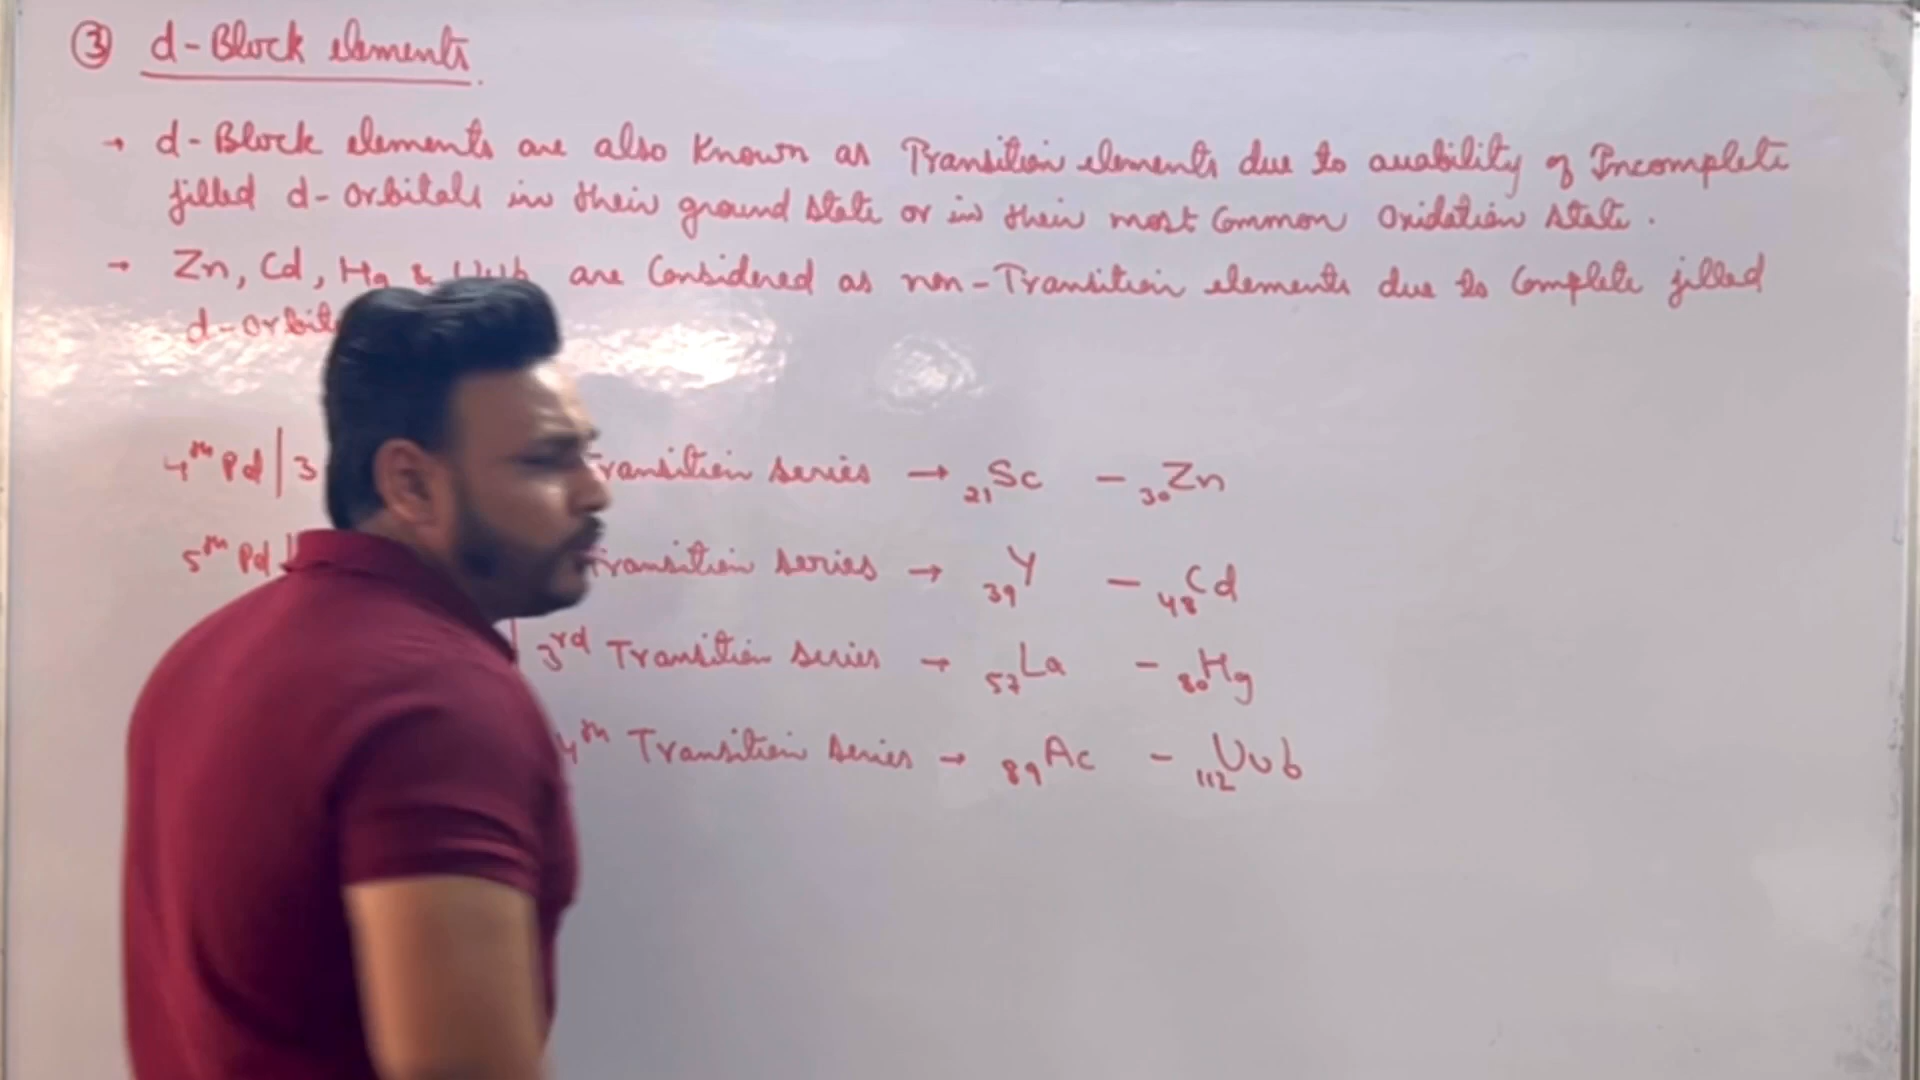 ③ d-Block elements
→ d-Block elements are also known as Transition elements due to avability of Incomplete
filled d-orbitals in their ground state or in their most Common Oxidation state.
→ Zn, Cd, Hg & Uub are Considered as non-Transition elements due to Complete filled
d-orbit
4th Pd | 3 Transition series → 21Sc - 30Zn
5th Pd | Transition series → 39Y - 48Cd
| 3rd Transition series → 57La - 80Hg
4th Transition series → 89Ac - 112Uub